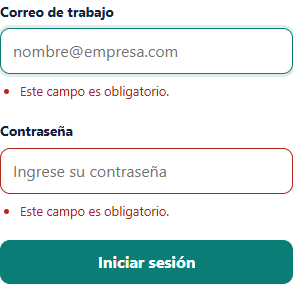 Correo de trabajo
nombre@empresa.com
Este campo es obligatorio.
Contraseña
Ingrese su contraseña
Este campo es obligatorio.
Iniciar sesión